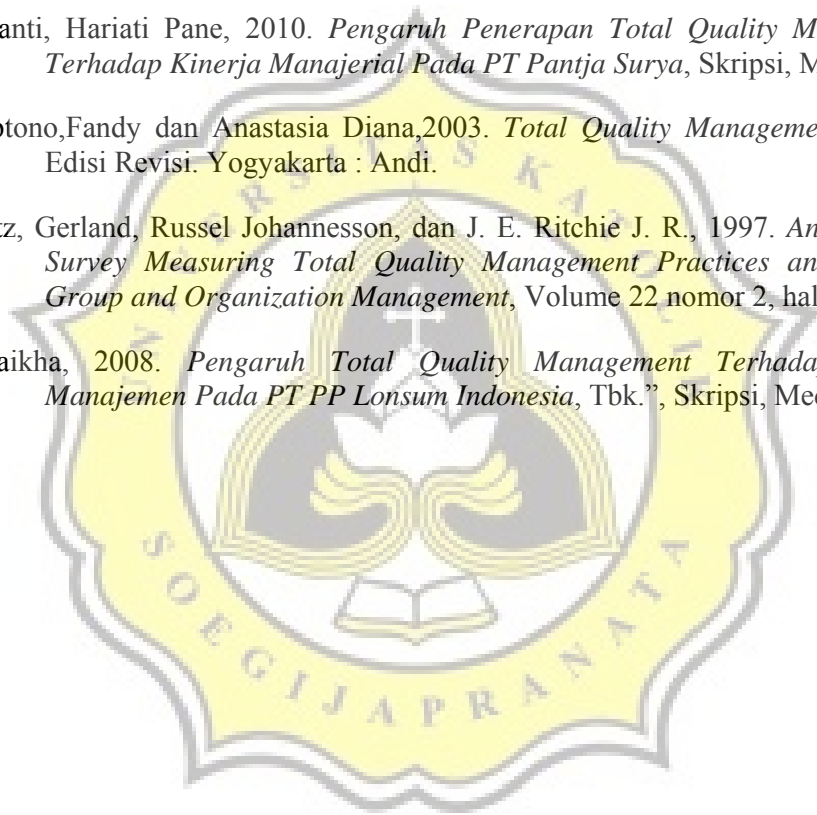 anti, Hariati Pane, 2010. Pengaruh Penerapan Total Quality M
Terhadap Kinerja Manajerial Pada PT Pantja Surya, Skripsi, M
otono,Fandy dan Anastasia Diana,2003. Total Quality Manageme
Edisi Revisi. Yogyakarta : Andi.
tz, Gerland, Russel Johannesson, dan J. E. Ritchie J. R., 1997. An
Survey Measuring Total Quality Management Practices an
Group and Organization Management, Volume 22 nomor 2, hal
aikha, 2008. Pengaruh Total Quality Management Terhada
Manajemen Pada PT PP Lonsum Indonesia, Tbk.”, Skripsi, Me
UNIVERSITAS KATOLIK
SOEGIJAPRANATA